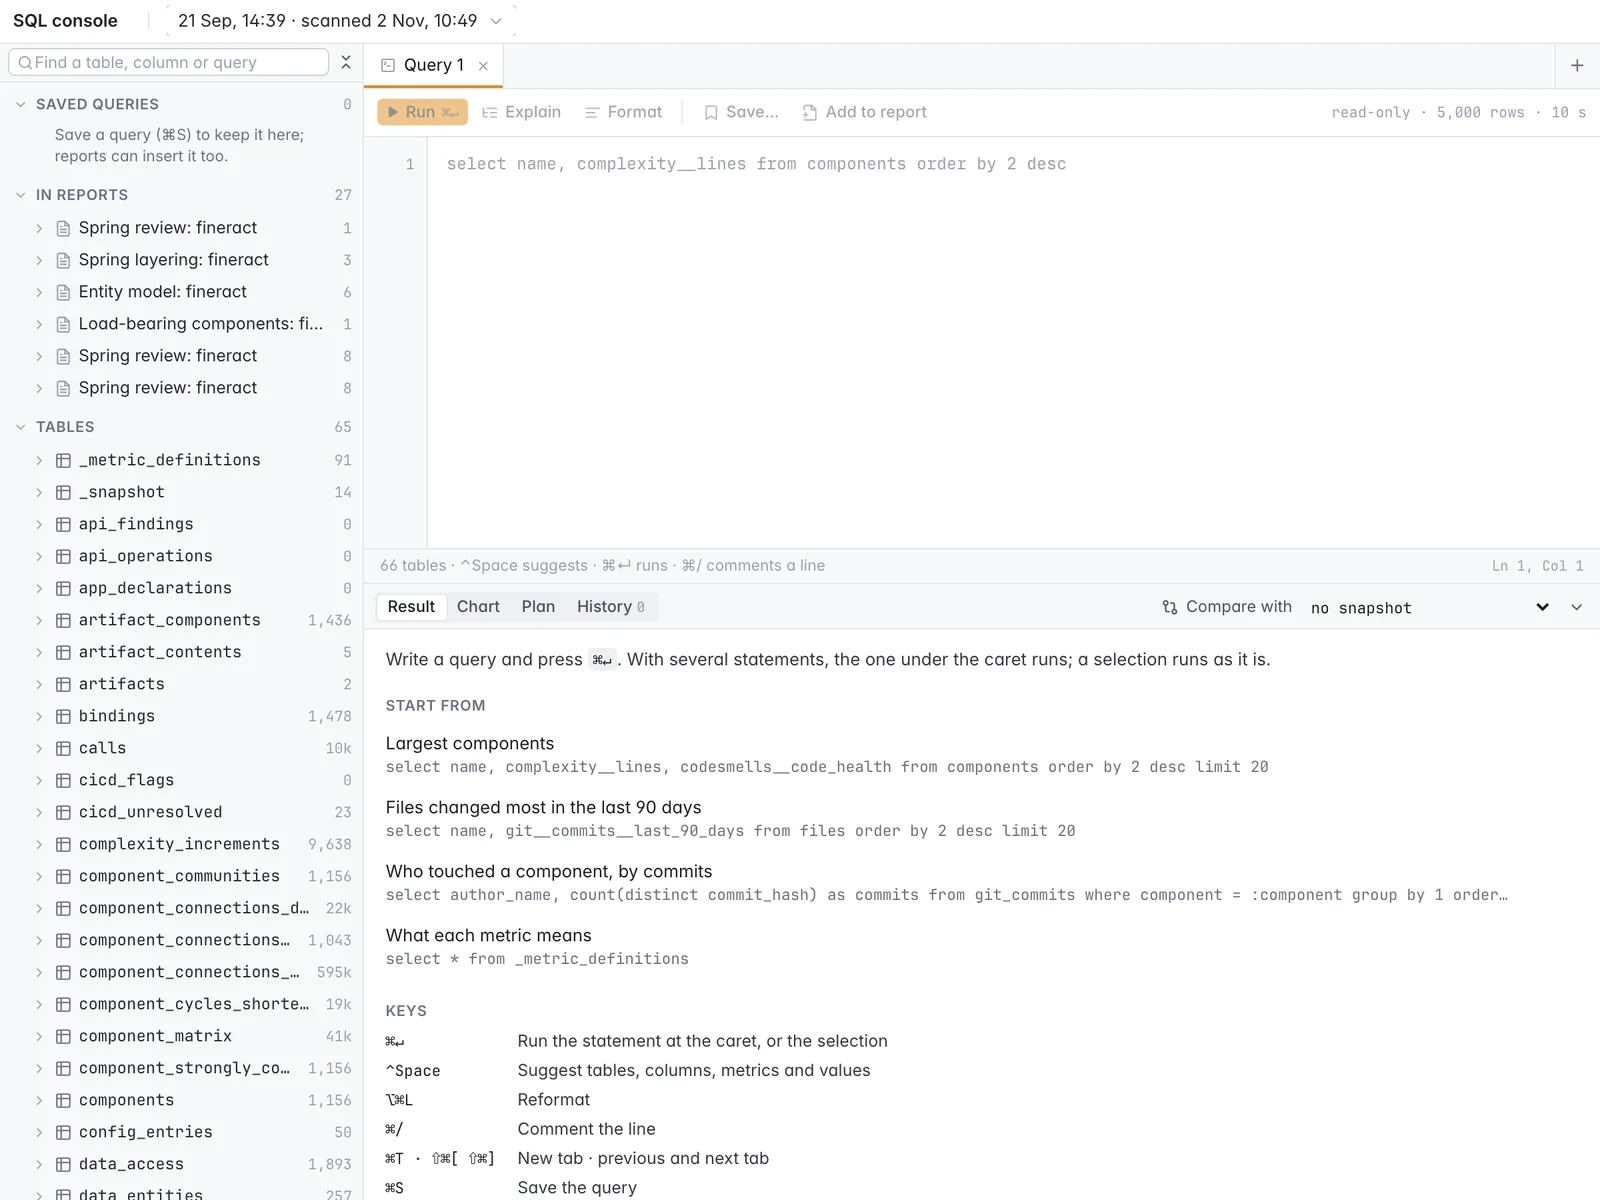 SQL console
21 Sep, 14:39 · scanned 2 Nov, 10:49
Find a table, column or query
SAVED QUERIES 0
Save a query (⌘S) to keep it here;
reports can insert it too.
IN REPORTS 27
Spring review: fineract 1
Spring layering: fineract 3
Entity model: fineract 6
Load-bearing components: fi... 1
Spring review: fineract 8
Spring review: fineract 8
TABLES 65
_metric_definitions 91
_snapshot 14
api_findings 0
api_operations 0
app_declarations 0
artifact_components 1,436
artifact_contents 5
artifacts 2
bindings 1,478
calls 10k
cicd_flags 0
cicd_unresolved 23
complexity_increments 9,638
component_communities 1,156
component_connections_d… 22k
component_connections… 1,043
component_connections_… 595k
component_cycles_shorte… 19k
component_matrix 41k
component_strongly_co… 1,156
components 1,156
config_entries 50
data_access 1,893
data_entities 257
Query 1
Run ⌘↵ Explain Format Save... Add to report
read-only · 5,000 rows · 10 s
1 select name, complexity__lines from components order by 2 desc
66 tables · ^Space suggests · ⌘↵ runs · ⌘/ comments a line
Ln 1, Col 1
Result Chart Plan History 0
Compare with no snapshot
Write a query and press ⌘↵. With several statements, the one under the caret runs; a selection runs as it is.
START FROM
Largest components
select name, complexity__lines, codesmells__code_health from components order by 2 desc limit 20
Files changed most in the last 90 days
select name, git__commits__last_90_days from files order by 2 desc limit 20
Who touched a component, by commits
select author_name, count(distinct commit_hash) as commits from git_commits where component = :component group by 1 order…
What each metric means
select * from _metric_definitions
KEYS
⌘↵ Run the statement at the caret, or the selection
^Space Suggest tables, columns, metrics and values
⌥⌘L Reformat
⌘/ Comment the line
⌘T · ⇧⌘[ ⇧⌘] New tab · previous and next tab
⌘S Save the query